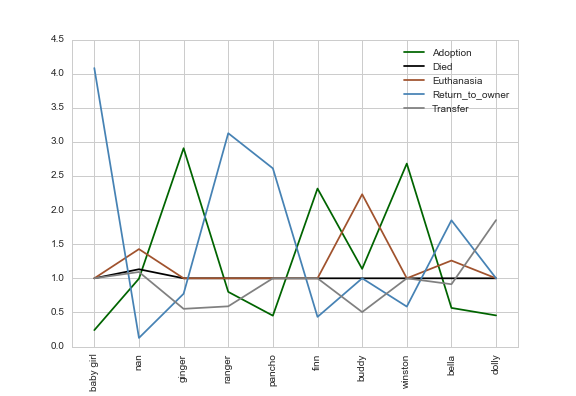 4.5
4.0
3.5
3.0
2.5
2.0
1.5
1.0
0.5
0.0
Adoption
Died
Euthanasia
Return_to_owner
Transfer
baby girl
nan
ginger
ranger
pancho
finn
buddy
winston
bella
dolly